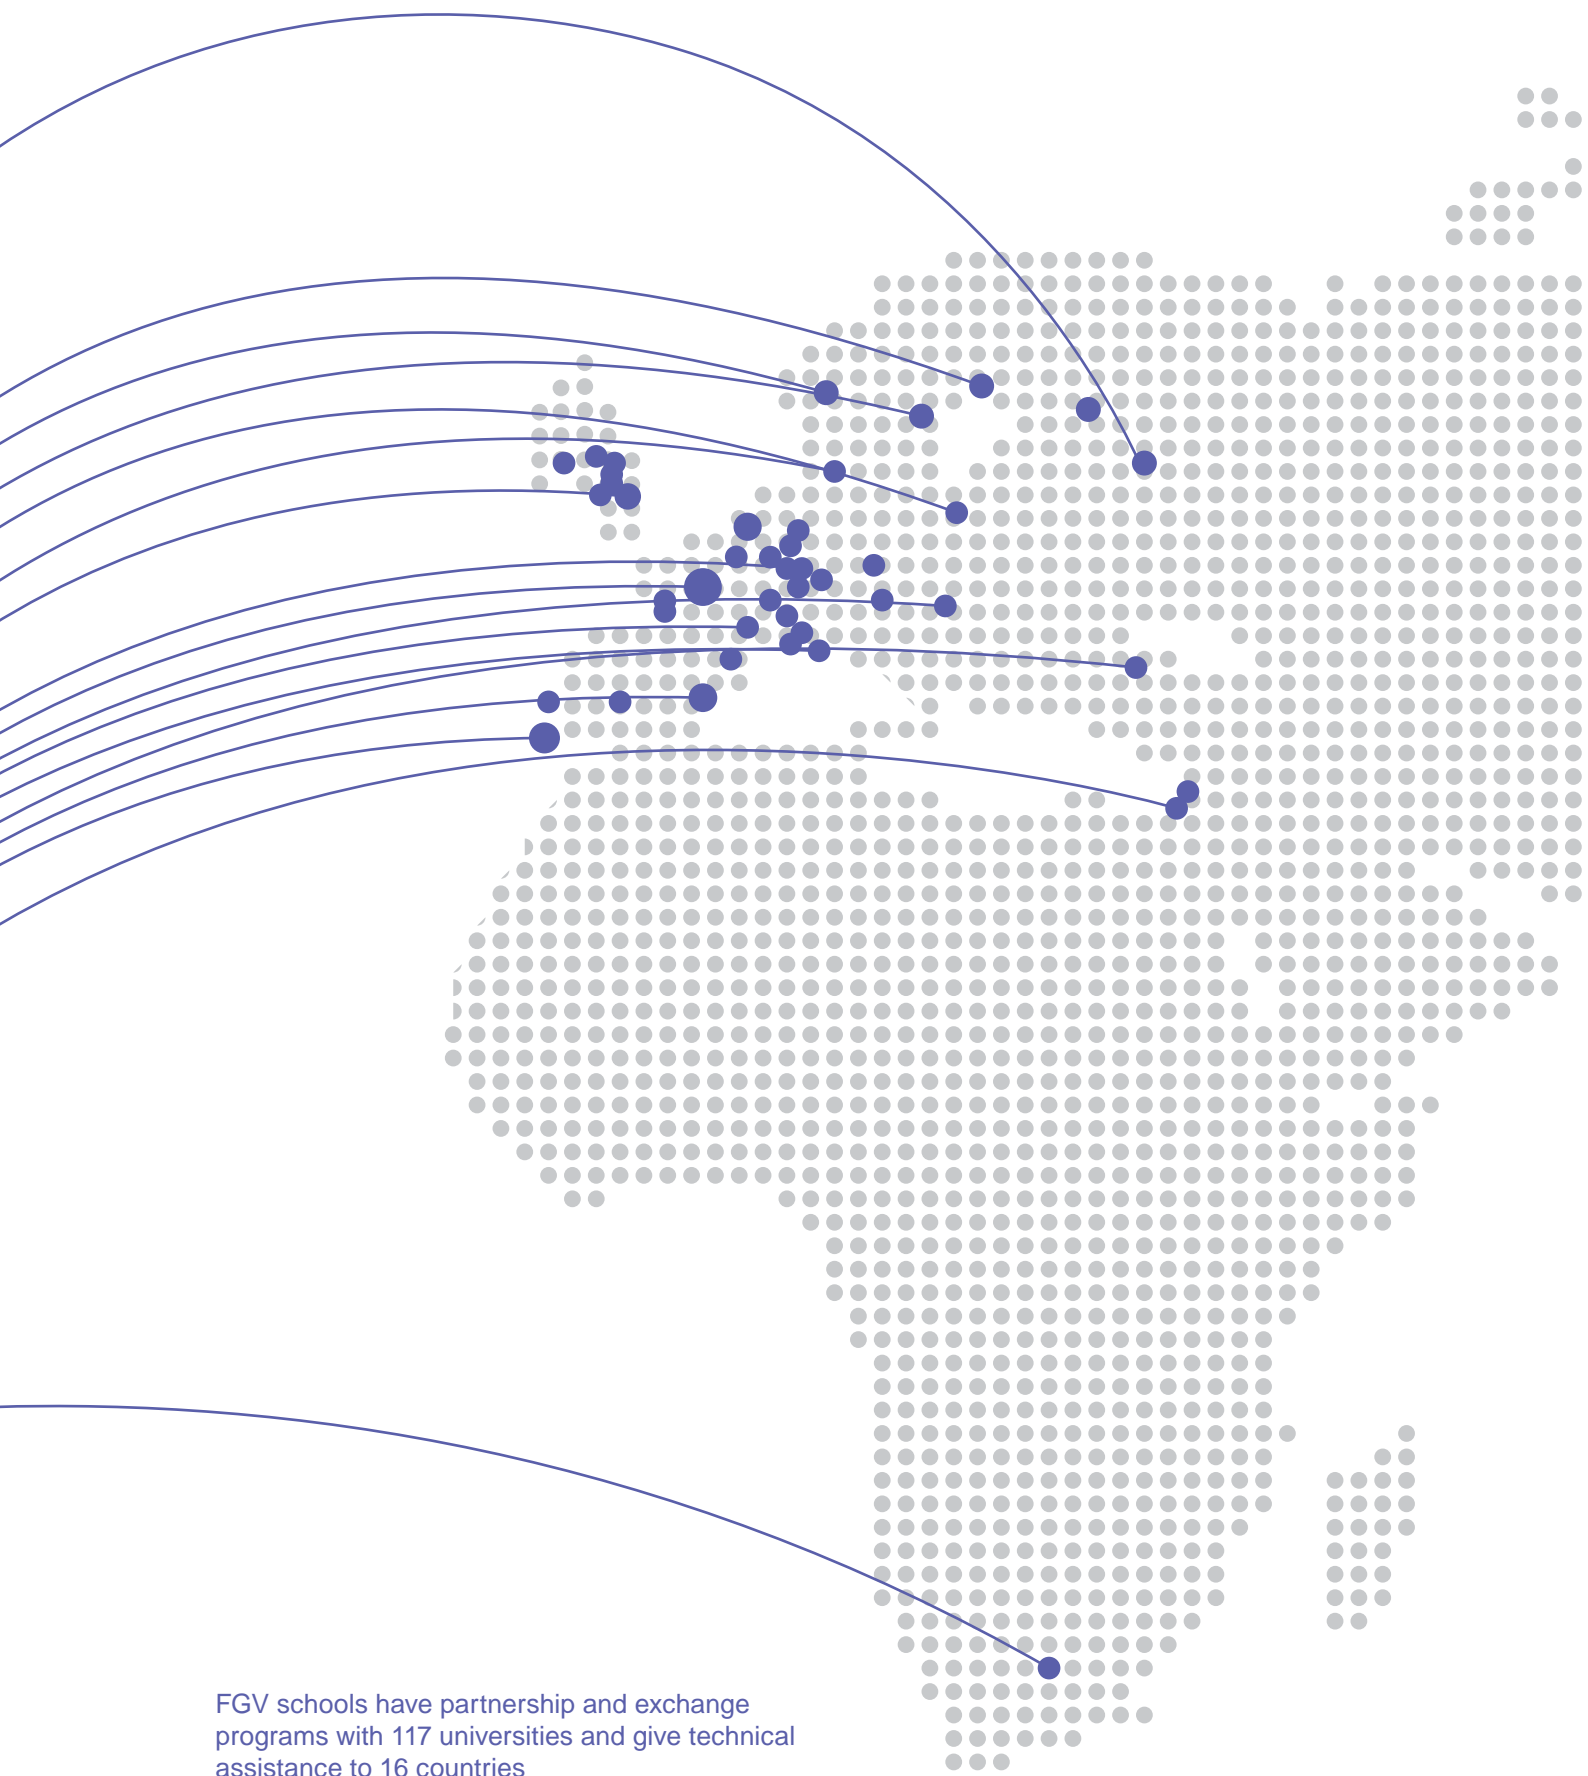 FGV schools have partnership and exchange
programs with 117 universities and give technical
assistance to 16 countries